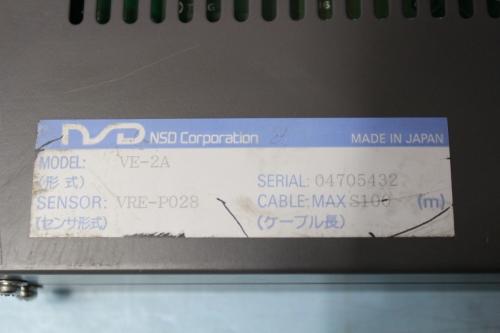 NSD NSD Corporation MADE IN JAPAN
MODEL: VE-2A
(形式) SERIAL: 04705432
SENSOR: VRE-P028 CABLE:MAX S100 (m)
(センサ形式) (ケーブル長)